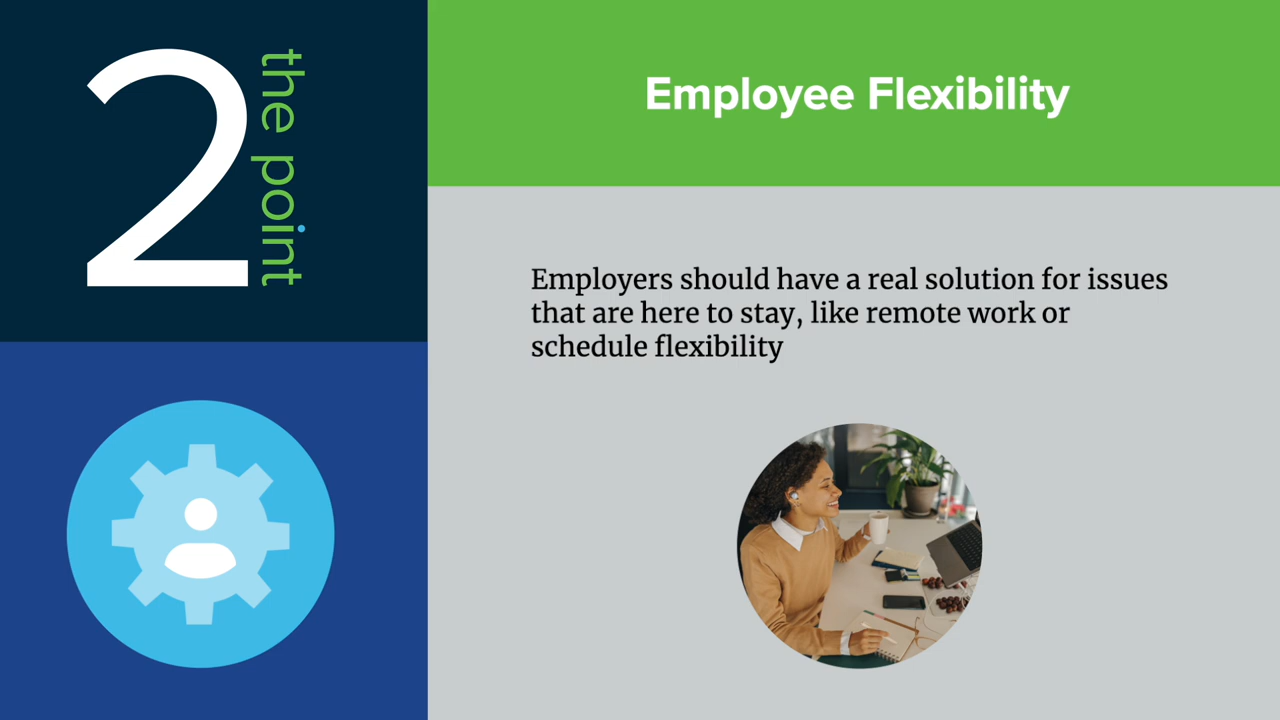 2
the point
Employee Flexibility
Employers should have a real solution for issues
that are here to stay, like remote work or
schedule flexibility